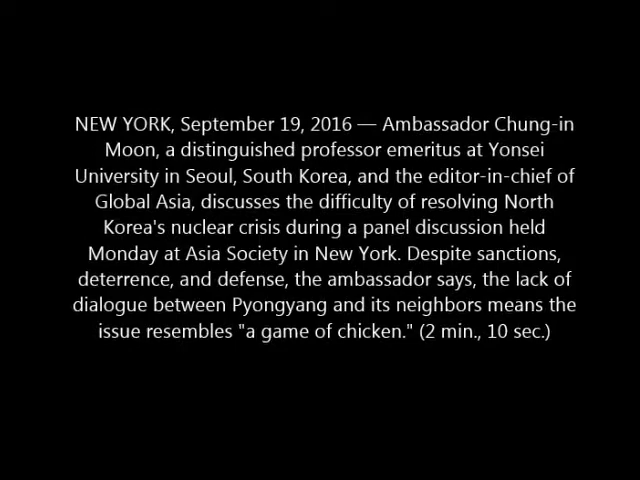 NEW YORK, September 19, 2016 — Ambassador Chung-in
Moon, a distinguished professor emeritus at Yonsei
University in Seoul, South Korea, and the editor-in-chief of
Global Asia, discusses the difficulty of resolving North
Korea's nuclear crisis during a panel discussion held
Monday at Asia Society in New York. Despite sanctions,
deterrence, and defense, the ambassador says, the lack of
dialogue between Pyongyang and its neighbors means the
issue resembles "a game of chicken." (2 min., 10 sec.)